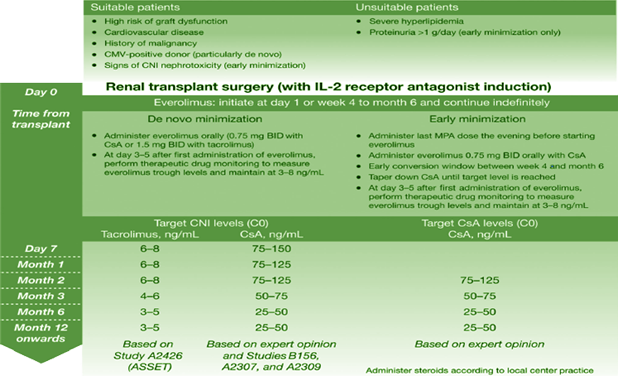 Suitable patients
• High risk of graft dysfunction
• Cardiovascular disease
• History of malignancy
• CMV-positive donor (particularly de novo)
• Signs of CNI nephrotoxicity (early minimization)
Unsuitable patients
• Severe hyperlipidemia
• Proteinuria >1 g/day (early minimization only)
Day 0
Renal transplant surgery (with IL-2 receptor antagonist induction)
Everolimus: initiate at day 1 or week 4 to month 6 and continue indefinitely
Time from
transplant
De novo minimization
• Administer everolimus orally (0.75 mg BID with
CsA or 1.5 mg BID with tacrolimus)
• At day 3–5 after first administration of everolimus,
perform therapeutic drug monitoring to measure
everolimus trough levels and maintain at 3–8 ng/mL
Early minimization
• Administer last MPA dose the evening before starting
everolimus
• Administer everolimus 0.75 mg BID orally with CsA
• Early conversion window between week 4 and month 6
• Taper down CsA until target level is reached
• At day 3–5 after first administration of everolimus,
perform therapeutic drug monitoring to measure
everolimus trough levels and maintain at 3–8 ng/mL
Target CNI levels (C0)
Target CsA levels (C0)
Tacrolimus, ng/mL CsA, ng/mL CsA, ng/mL
Day 7 6–8 75–150
Month 1 6–8 75–125
Month 2 6–8 75–125 75–125
Month 3 4–6 50–75 50–75
Month 6 3–5 25–50 25–50
Month 12 3–5 25–50 25–50
onwards
Based on
Study A2426
(ASSET)
Based on expert opinion
and Studies B156,
A2307, and A2309
Based on expert opinion
Administer steroids according to local center practice